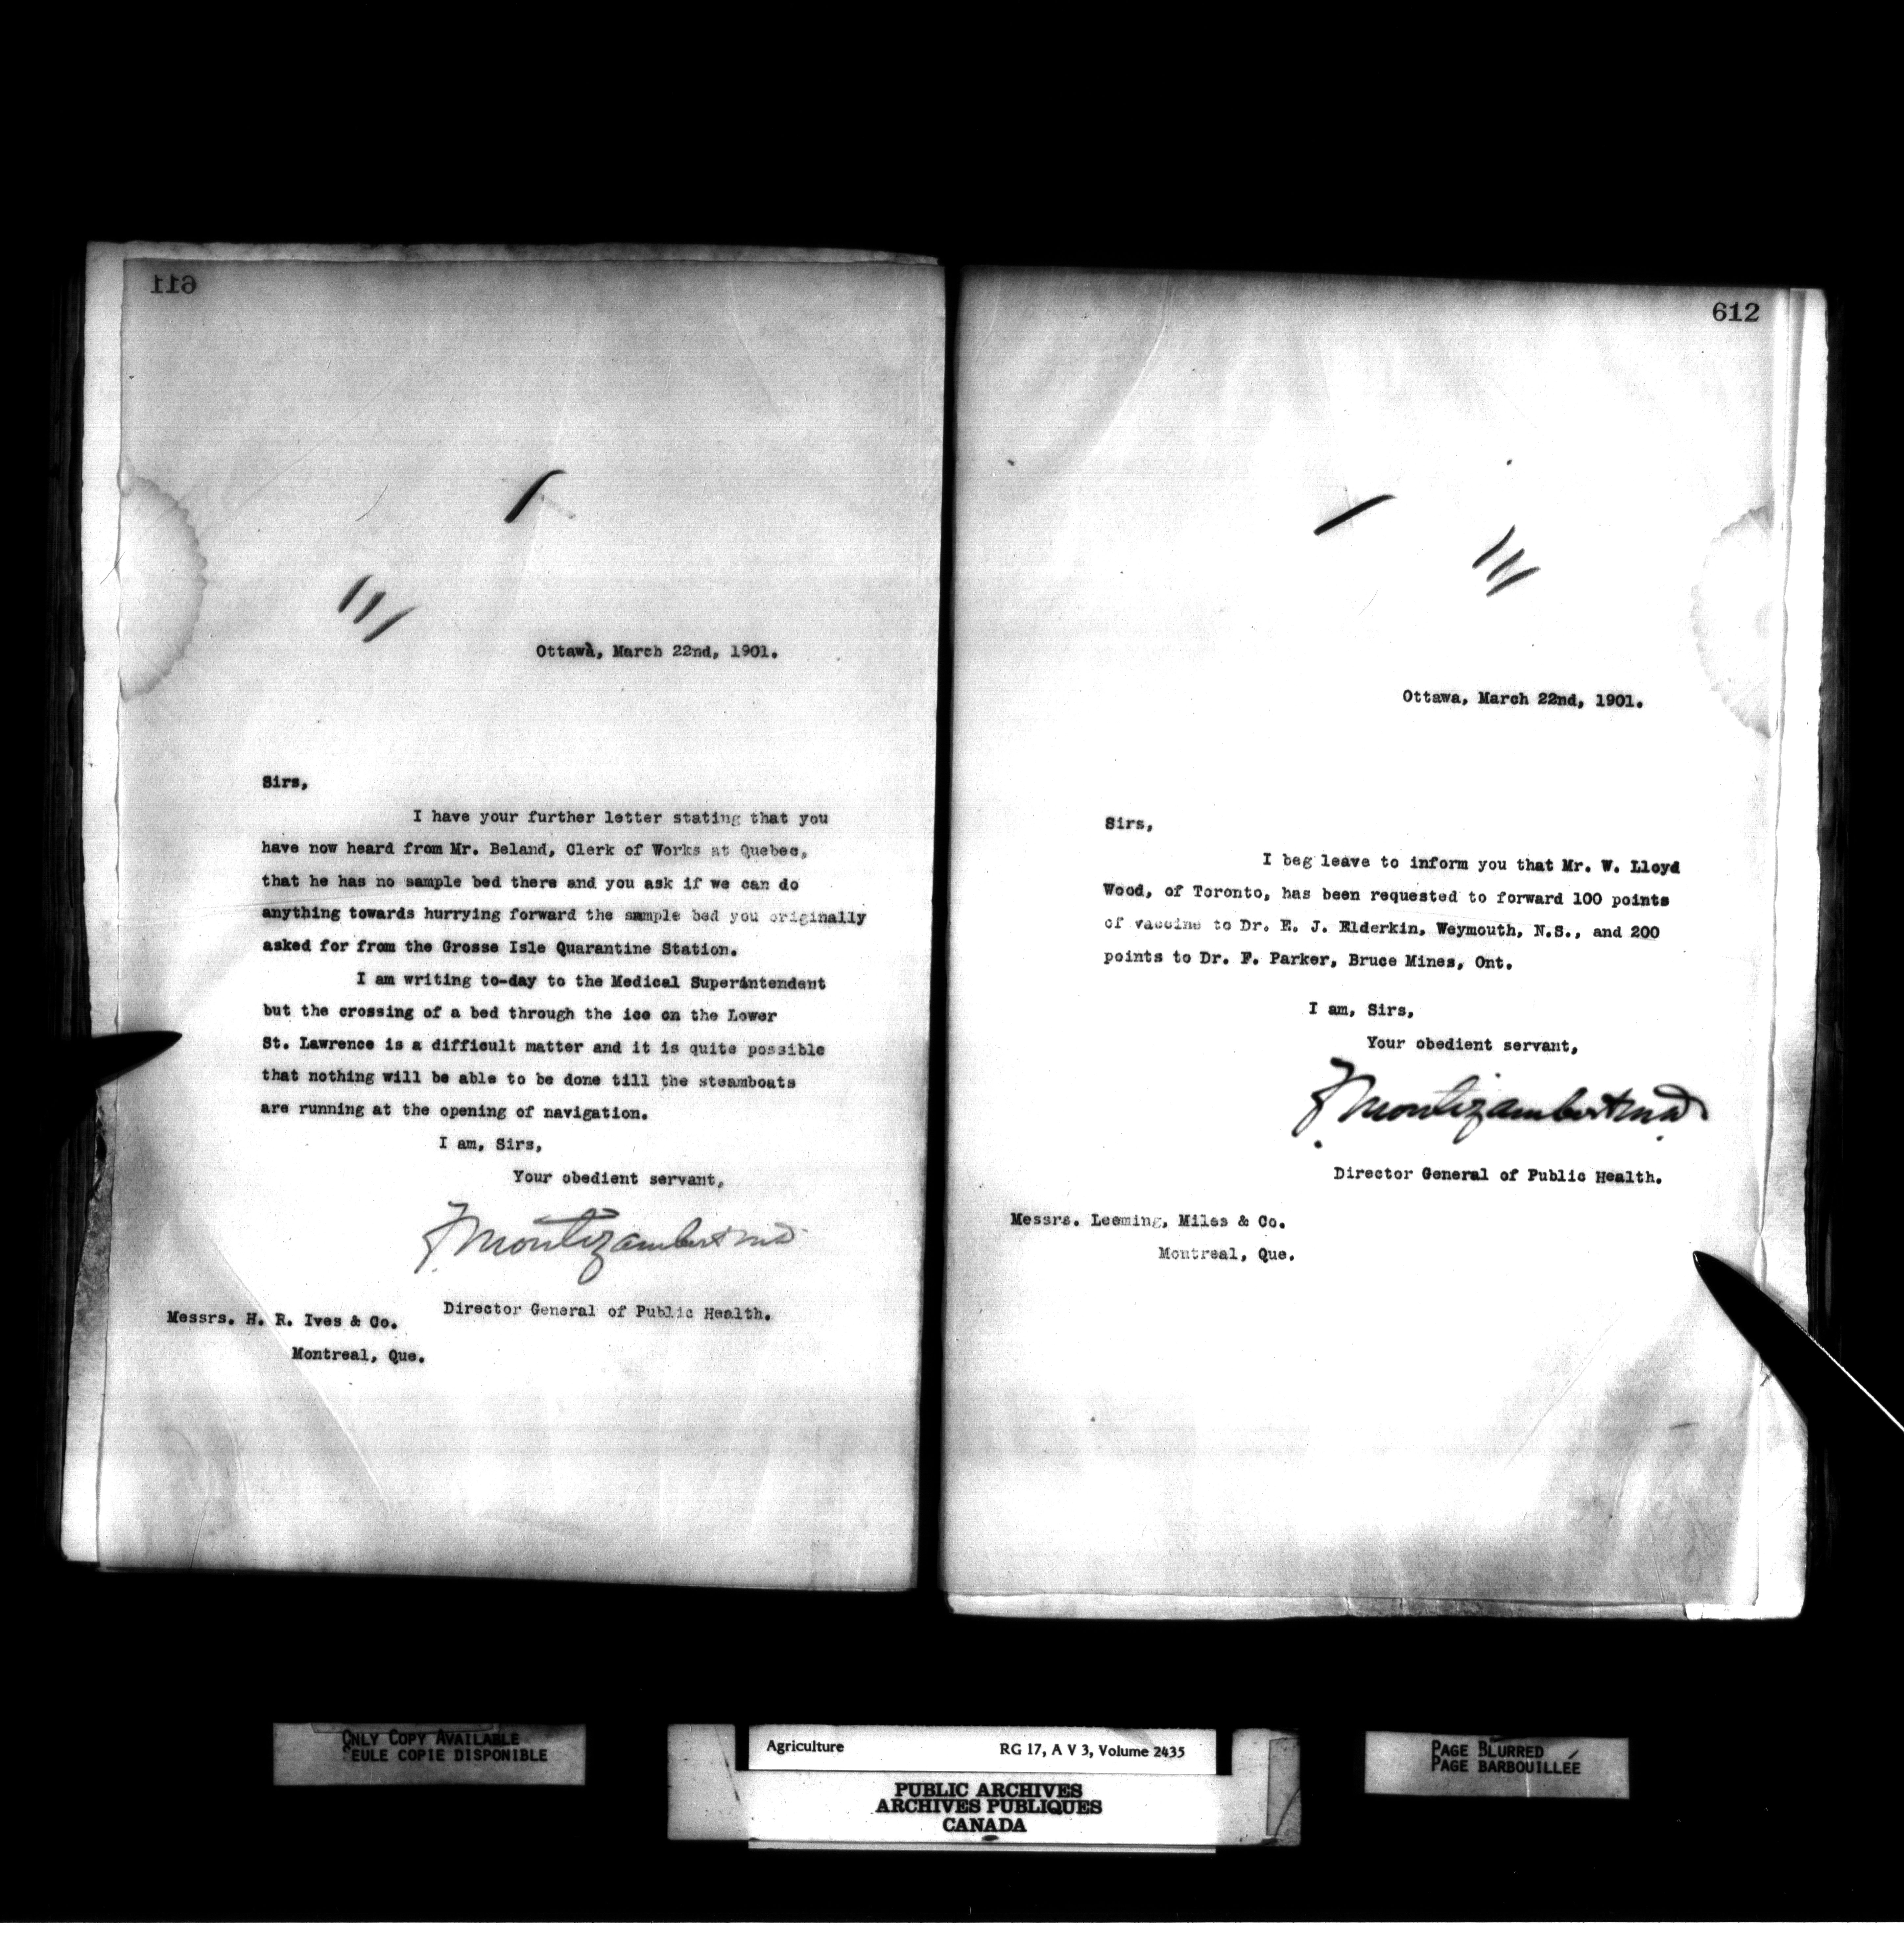 611
Ottawa, March 22nd, 1901.
Sirs,
I have your further letter stating that you
have now heard from Mr. Beland, Clerk of Works at Quebec,
that he has no sample bed there and you ask if we can do
anything towards hurrying forward the sample bed you originally
asked for from the Grosse Isle Quarantine Station.
I am writing to-day to the Medical Superintendent
but the crossing of a bed through the ice on the Lower
St. Lawrence is a difficult matter and it is quite possible
that nothing will be able to be done till the steamboats
are running at the opening of navigation.
I am, Sirs,
Your obedient servant,
F. Montizambert M.D.
Director General of Public Health.
Messrs. H. R. Ives & Co.
Montreal, Que.
612
Ottawa, March 22nd, 1901.
Sirs,
I beg leave to inform you that Mr. W. Lloyd
Wood, of Toronto, has been requested to forward 100 points
of vaccine to Dr. E. J. Elderkin, Weymouth, N.S., and 200
points to Dr. F. Parker, Bruce Mines, Ont.
I am, Sirs,
Your obedient servant,
F. Montizambert M.D.
Director General of Public Health.
Messrs. Leeming, Miles & Co.
Montreal, Que.
ONLY COPY AVAILABLE
SEULE COPIE DISPONIBLE
Agriculture RG 17, A V 3, Volume 2435
PUBLIC ARCHIVES
ARCHIVES PUBLIQUES
CANADA
PAGE BLURRED
PAGE BARBOUILLÉE